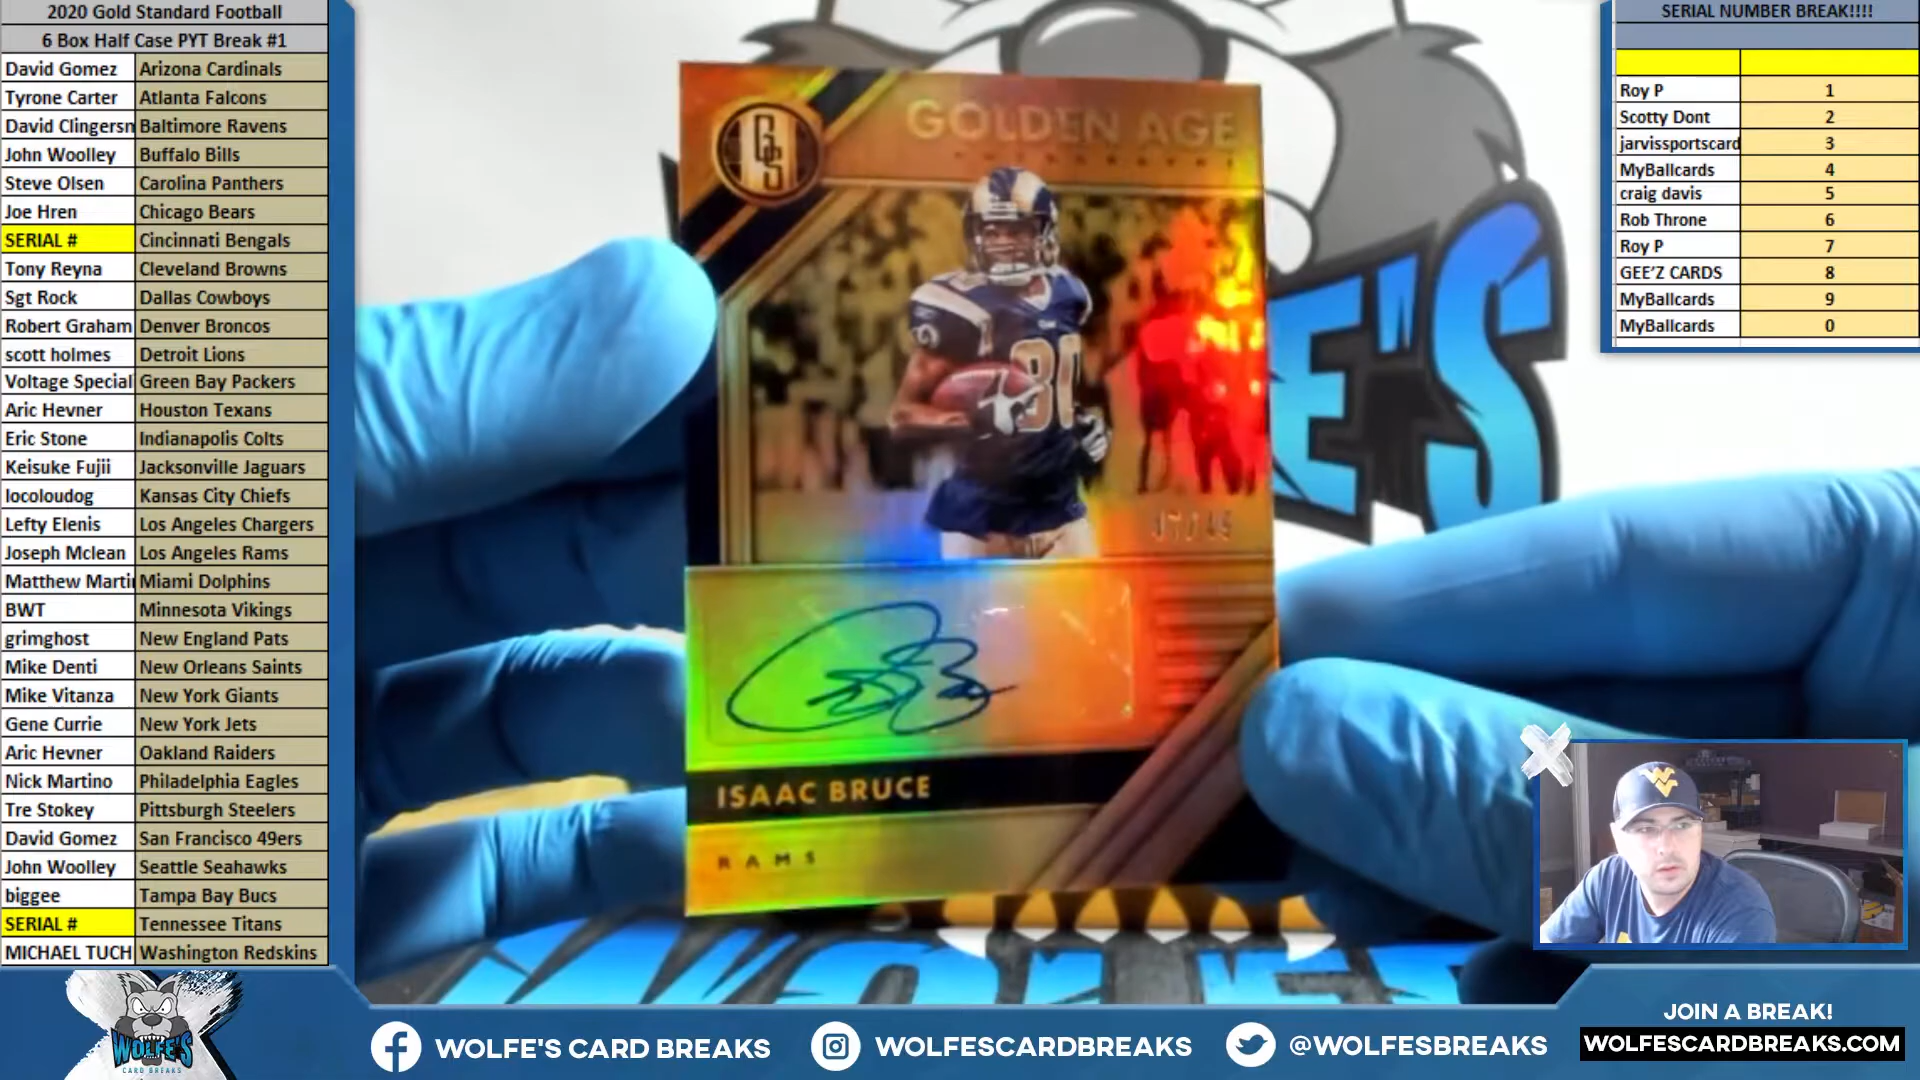 2020 Gold Standard Football
6 Box Half Case PYT Break #1
David Gomez Arizona Cardinals
Tyrone Carter Atlanta Falcons
David Clingersn Baltimore Ravens
John Woolley Buffalo Bills
Steve Olsen Carolina Panthers
Joe Hren Chicago Bears
SERIAL # Cincinnati Bengals
Tony Reyna Cleveland Browns
Sgt Rock Dallas Cowboys
Robert Graham Denver Broncos
scott holmes Detroit Lions
Voltage Special Green Bay Packers
Aric Hevner Houston Texans
Eric Stone Indianapolis Colts
Keisuke Fujii Jacksonville Jaguars
locoloudog Kansas City Chiefs
Lefty Elenis Los Angeles Chargers
Joseph Mclean Los Angeles Rams
Matthew Marti Miami Dolphins
BWT Minnesota Vikings
grimghost New England Pats
Mike Denti New Orleans Saints
Mike Vitanza New York Giants
Gene Currie New York Jets
Aric Hevner Oakland Raiders
Nick Martino Philadelphia Eagles
Tre Stokey Pittsburgh Steelers
David Gomez San Francisco 49ers
John Woolley Seattle Seahawks
biggee Tampa Bay Bucs
SERIAL # Tennessee Titans
MICHAEL TUCH Washington Redskins
GOLDEN AGE
GS
80
ISAAC BRUCE
RAMS
E'S
SERIAL NUMBER BREAK!!!!
Roy P 1
Scotty Dont 2
jarvissportscard 3
MyBallcards 4
craig davis 5
Rob Throne 6
Roy P 7
GEE'Z CARDS 8
MyBallcards 9
MyBallcards 0
WOLFE'S
CARD BREAKS
WOLFE'S CARD BREAKS
WOLFESCARDBREAKS
@WOLFESBREAKS
JOIN A BREAK!
WOLFESCARDBREAKS.COM